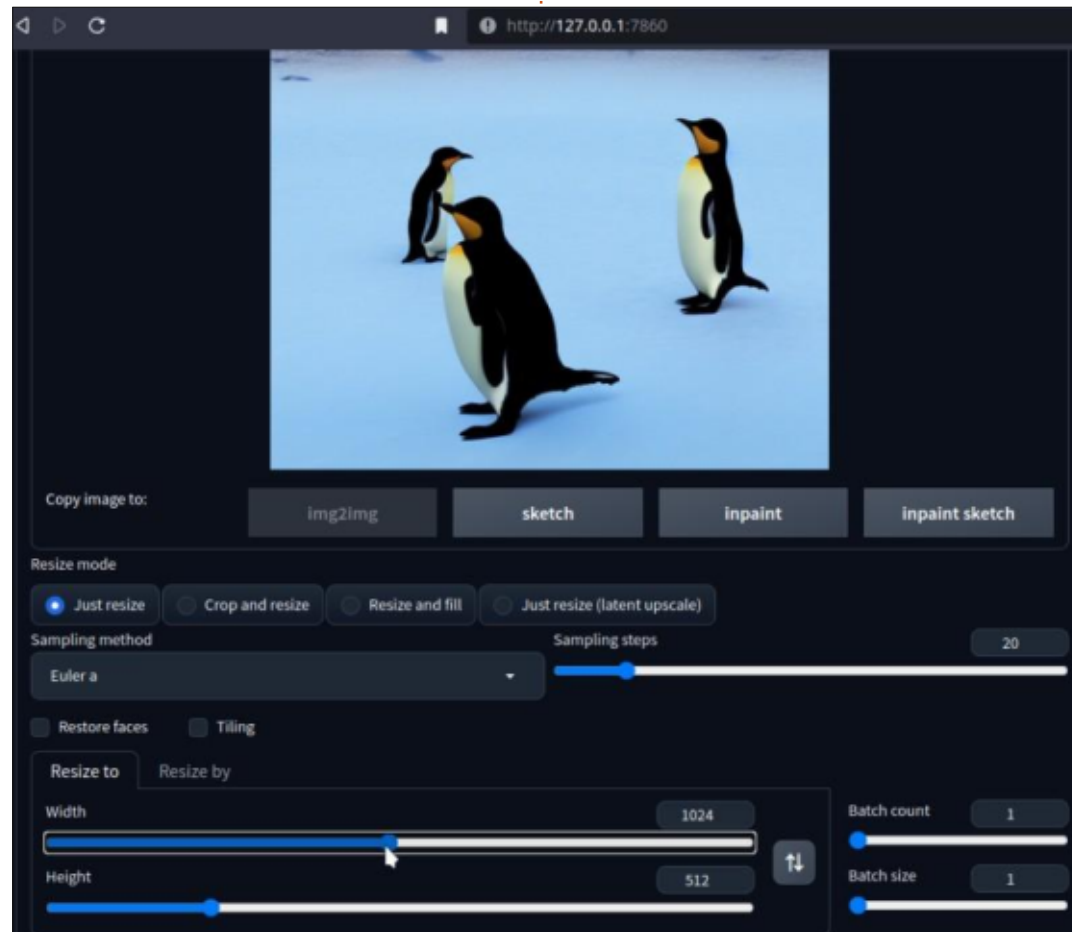 http://127.0.0.1:7860
Copy image to:
img2img
sketch
inpaint
inpaint sketch
Resize mode
Just resize
Crop and resize
Resize and fill
Just resize (latent upscale)
Sampling method
Sampling steps
20
Euler a
Restore faces
Tiling
Resize to
Resize by
Width
1024
Batch count
1
Height
512
Batch size
1